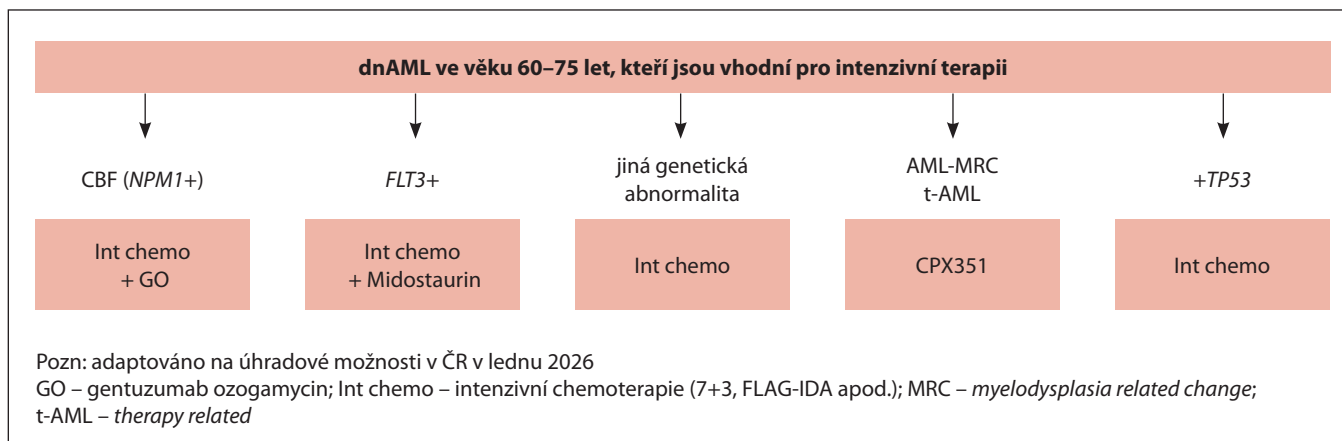 dnAML ve věku 60–75 let, kteří jsou vhodní pro intenzivní terapii
CBF (NPM1+)
Int chemo
+ GO
FLT3+
Int chemo
+ Midostaurin
jiná genetická
abnormalita
Int chemo
AML-MRC
t-AML
CPX351
+TP53
Int chemo
Pozn: adaptováno na úhradové možnosti v ČR v lednu 2026
GO – gentuzumab ozogamycin; Int chemo – intenzivní chemoterapie (7+3, FLAG-IDA apod.); MRC – myelodysplasia related change;
t-AML – therapy related